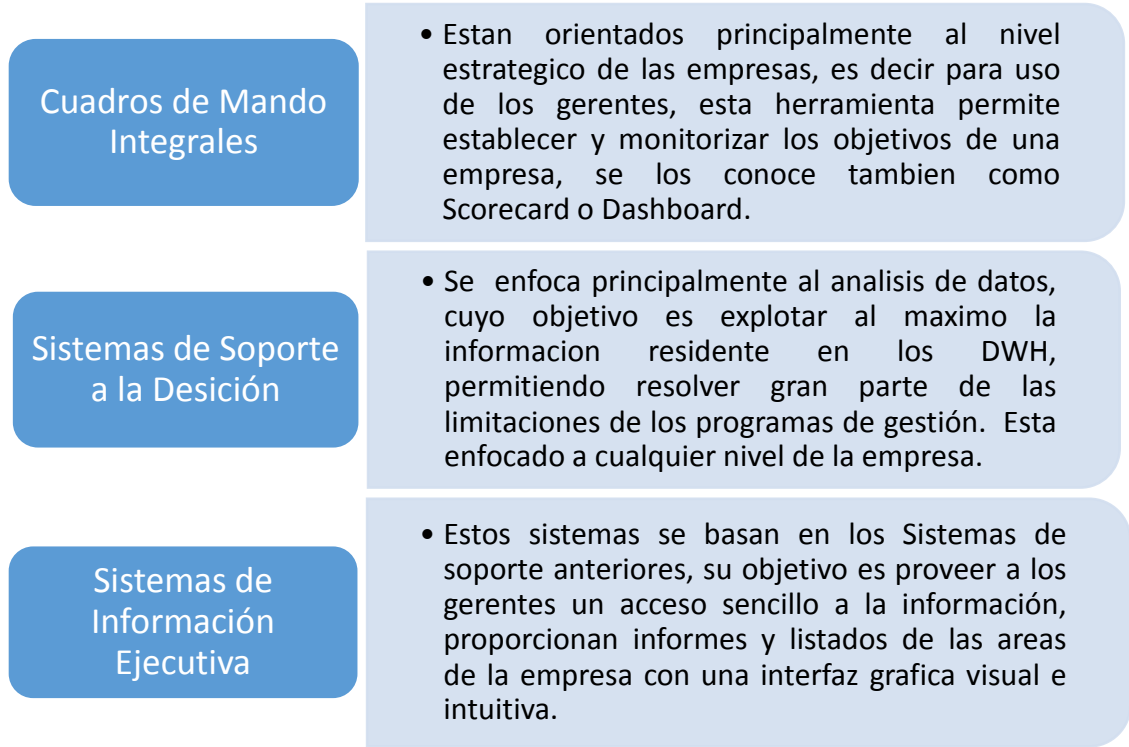 Cuadros de Mando
Integrales
• Estan orientados principalmente al nivel
estrategico de las empresas, es decir para uso
de los gerentes, esta herramienta permite
establecer y monitorizar los objetivos de una
empresa, se los conoce tambien como
Scorecard o Dashboard.
Sistemas de Soporte
a la Desición
• Se enfoca principalmente al analisis de datos,
cuyo objetivo es explotar al maximo la
informacion residente en los DWH,
permitiendo resolver gran parte de las
limitaciones de los programas de gestión. Esta
enfocado a cualquier nivel de la empresa.
Sistemas de
Información
Ejecutiva
• Estos sistemas se basan en los Sistemas de
soporte anteriores, su objetivo es proveer a los
gerentes un acceso sencillo a la información,
proporcionan informes y listados de las areas
de la empresa con una interfaz grafica visual e
intuitiva.